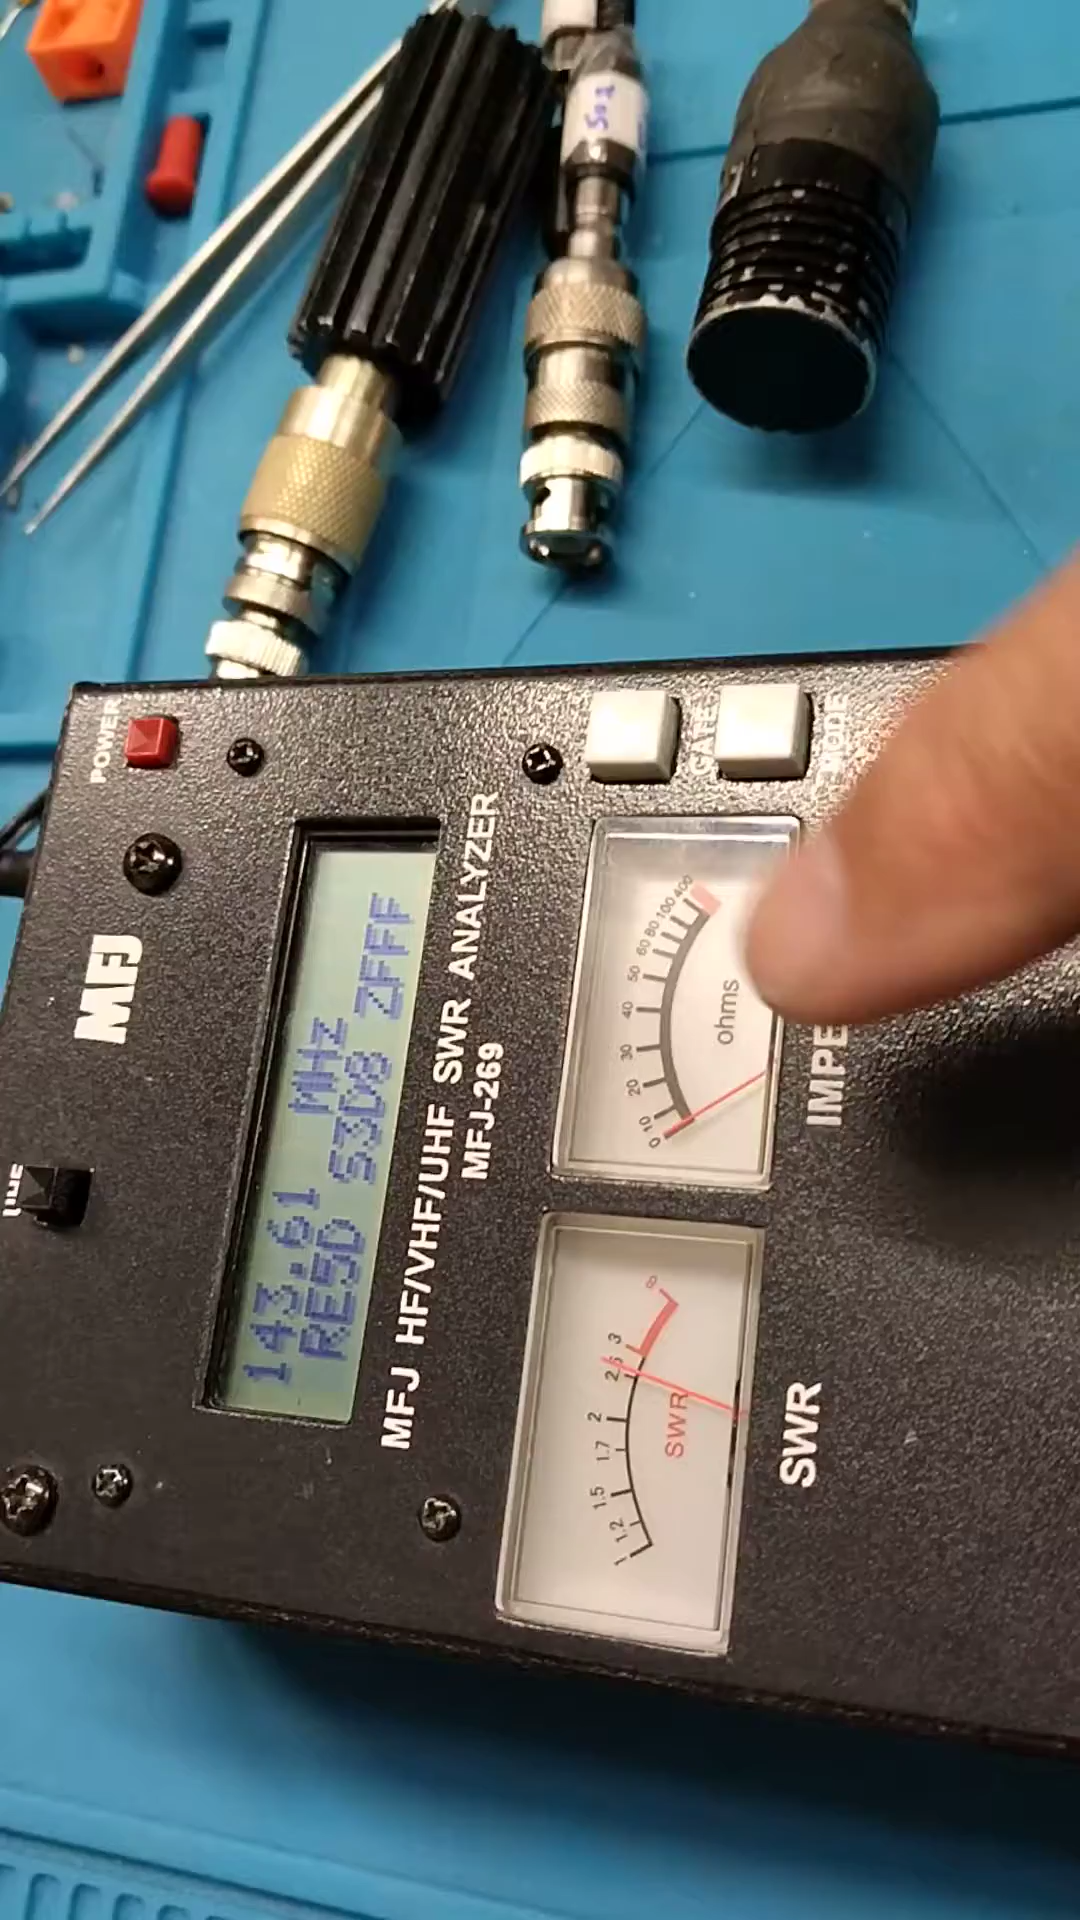 50Ω
POWER
GATE
MODE
MFJ
143.61 MHz
RE5D S3D8 ZFFF
MFJ HF/VHF/UHF SWR ANALYZER
MFJ-269
0 10 20 30 40 50 60 80 100 400
ohms
IMPE
1 1.2 1.5 1.7 2 2.5 3 ∞
SWR
SWR